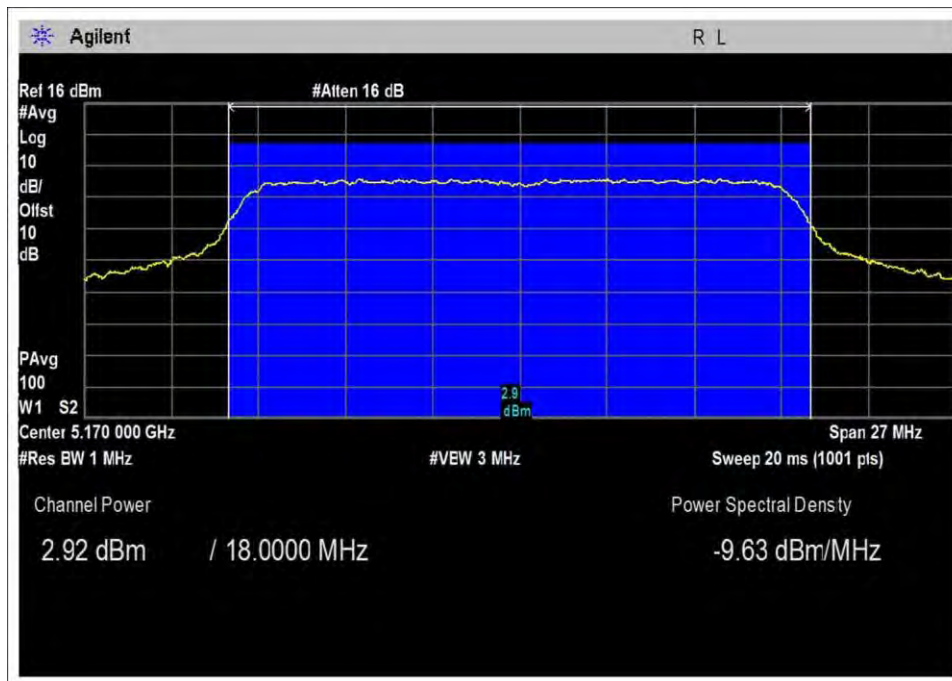 Agilent R L
Ref 16 dBm #Atten 16 dB
#Avg
Log
10
dB/
Offst
10
dB
PAvg
100
W1 S2
2.9
dBm
Center 5.170 000 GHz Span 27 MHz
#Res BW 1 MHz #VBW 3 MHz Sweep 20 ms (1001 pts)
Channel Power Power Spectral Density
2.92 dBm / 18.0000 MHz -9.63 dBm/MHz